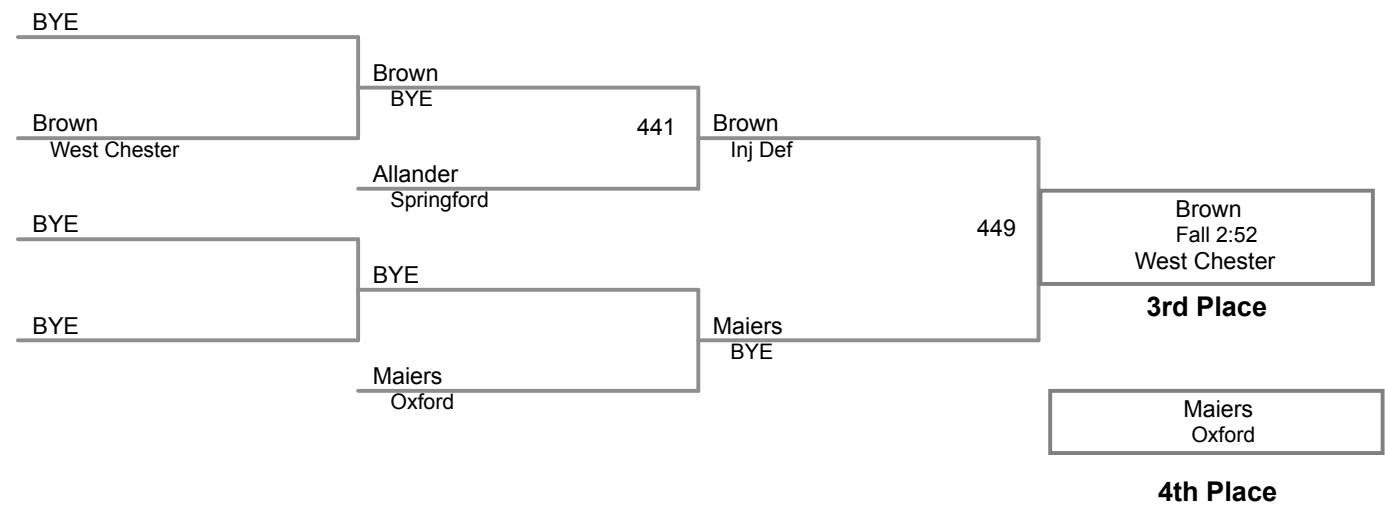 BYE
Brown
BYE
Brown
West Chester
441
Brown
Inj Def
Allander
Springford
BYE
449
Brown
Fall 2:52
West Chester
3rd Place
BYE
BYE
Maiers
BYE
Maiers
Oxford
Maiers
Oxford
4th Place